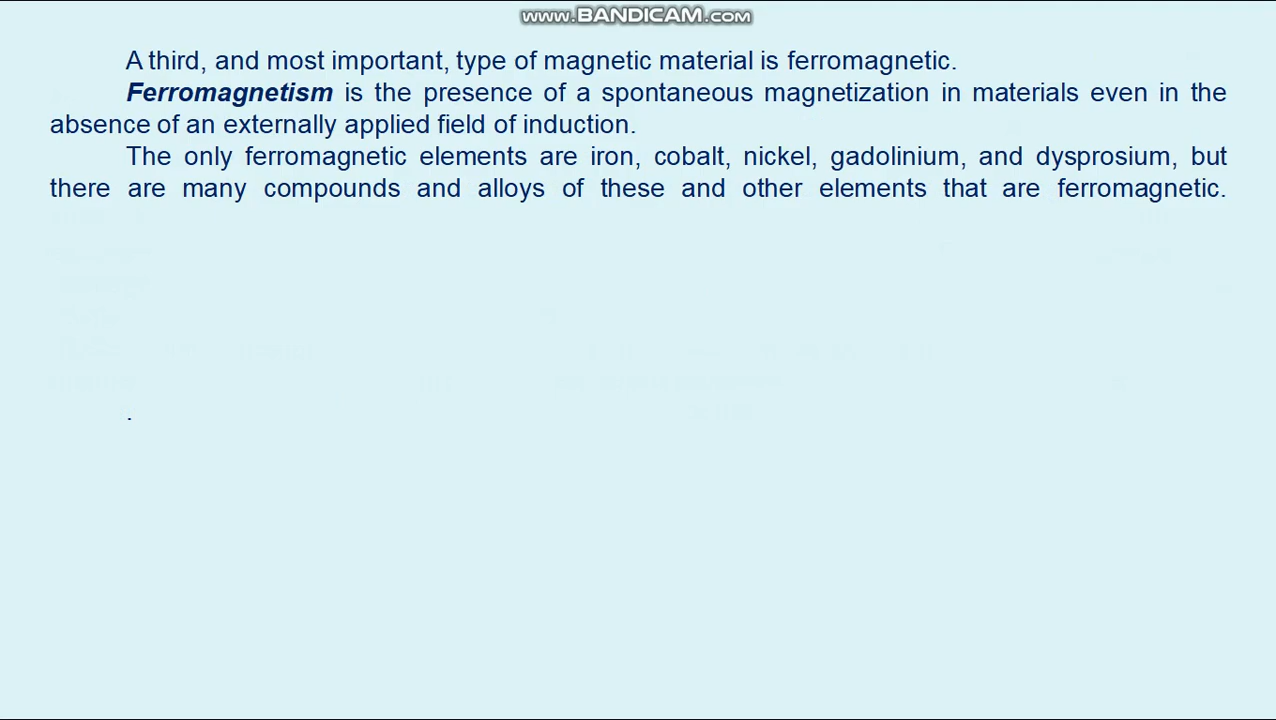 www.BANDICAM.com
A third, and most important, type of magnetic material is ferromagnetic.
Ferromagnetism is the presence of a spontaneous magnetization in materials even in the
absence of an externally applied field of induction.
The only ferromagnetic elements are iron, cobalt, nickel, gadolinium, and dysprosium, but
there are many compounds and alloys of these and other elements that are ferromagnetic.
.